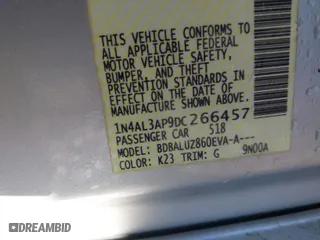 THIS VEHICLE CONFORMS TO
ALL APPLICABLE FEDERAL
MOTOR VEHICLE SAFETY,
BUMPER, AND THEFT
PREVENTION STANDARDS
IN EFFECT ON THE DATE OF
MANUFACTURE SHOWN ABOVE.
1N4AL3AP9DC266457
PASSENGER CAR 518
MODEL: BDBALUZ860EVA-A---
COLOR: K23 TRIM: G 9N00A
DREAMBID